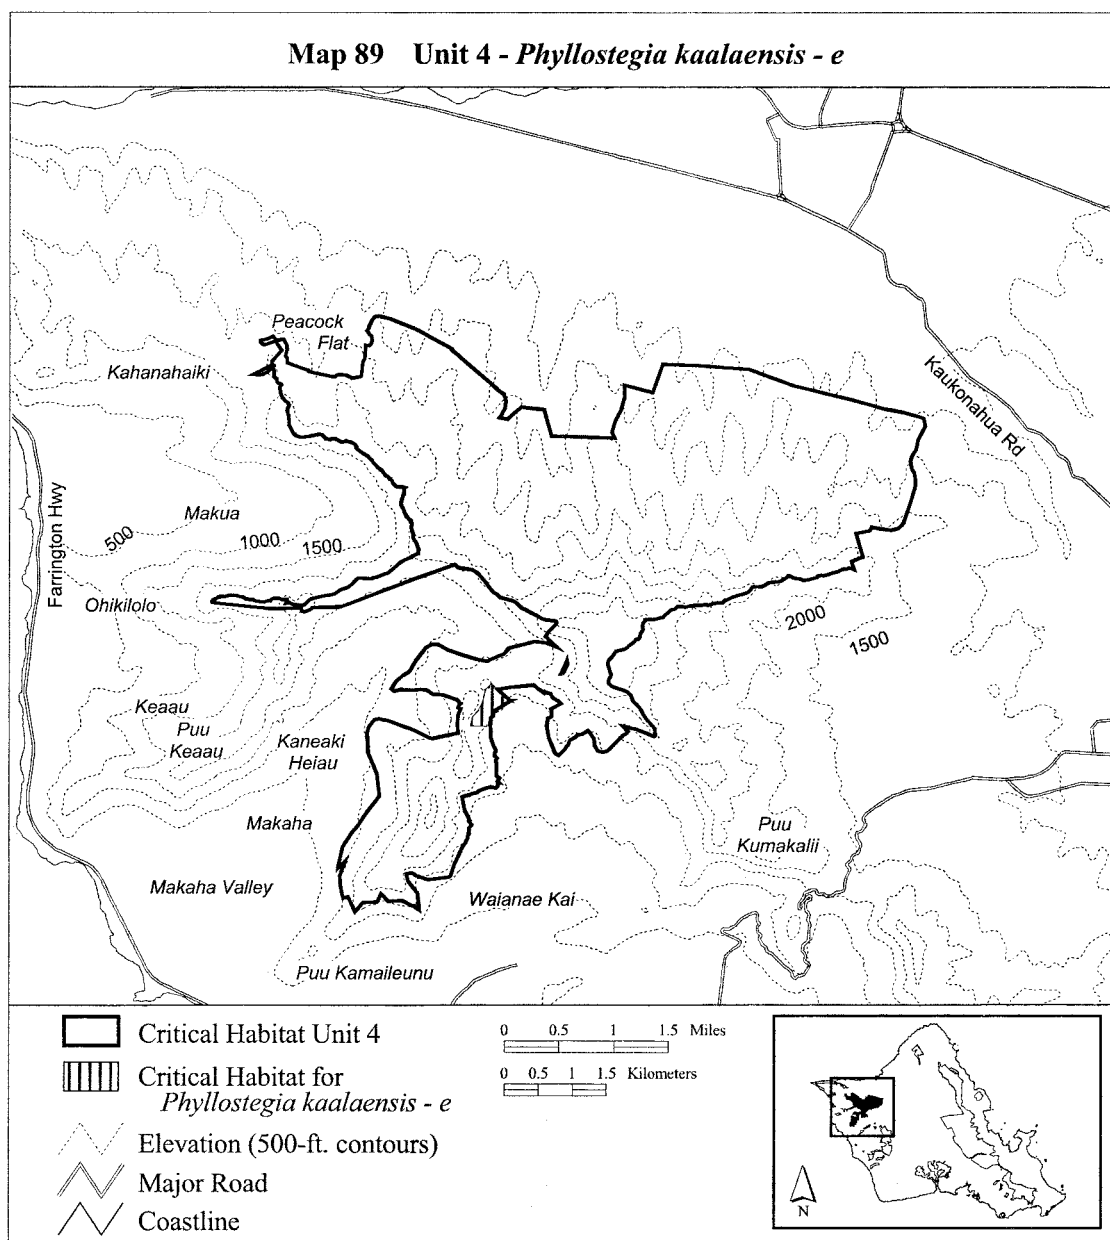 Map 89 Unit 4 - Phyllostegia kaalaensis - e
Peacock
Flat
Kahanahaiki
Kaukonahua Rd
Farrington Hwy
Makua
500
1000
1500
Ohikilolo
2000
1500
Keaau
Puu
Keaau
Kaneaki
Heiau
Makaha
Puu
Kumakalii
Makaha Valley
Waianae Kai
Puu Kamaileunu
Critical Habitat Unit 4
Critical Habitat for
Phyllostegia kaalaensis - e
Elevation (500-ft. contours)
Major Road
Coastline
0 0.5 1 1.5 Miles
0 0.5 1 1.5 Kilometers
N